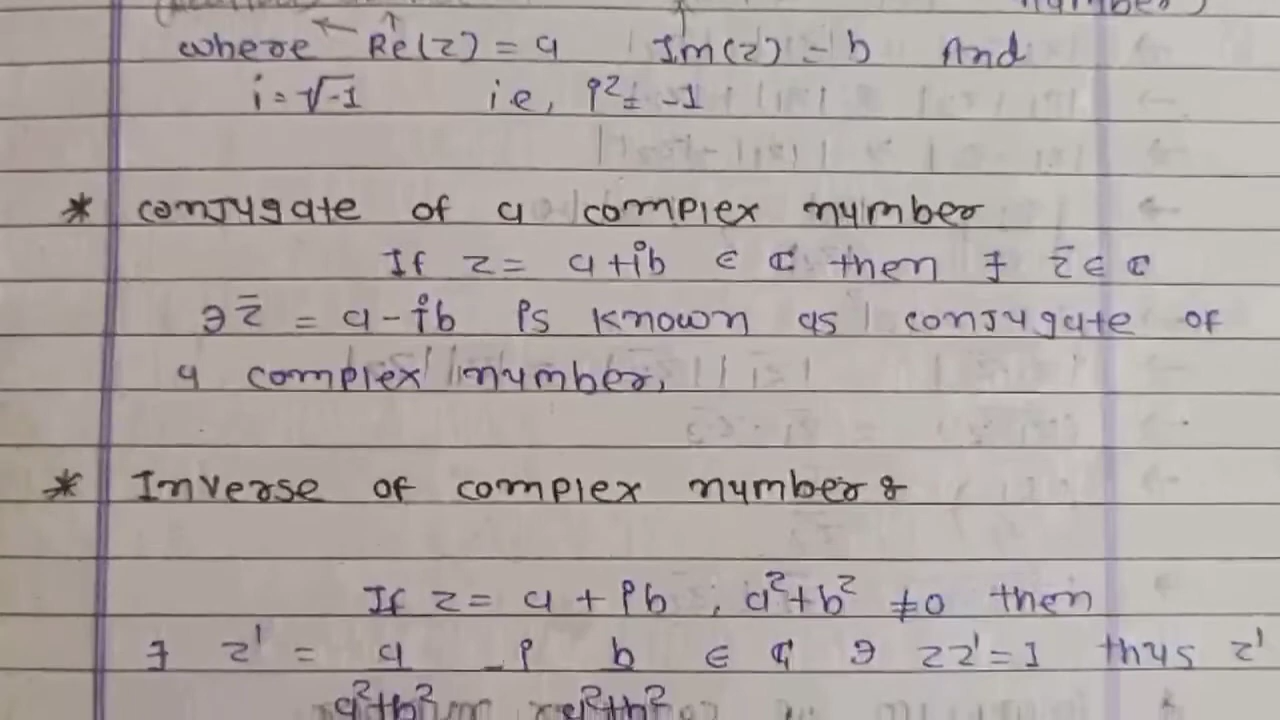 number)
where Re(z) = a Im(z) = b And
i = √-1 i.e, i² = -1
* conjugate of a complex number
If z = a+ib ∈ ℂ then ∃ z̄ ∈ ℂ
∋ z̄ = a-ib is known as conjugate of
a complex number.
* Inverse of complex number :
If z = a + ib , a²+b² ≠0 then
∃ z' = a/a²+b² - i b/a²+b² ∈ ℂ ∋ zz'=1 thus z'